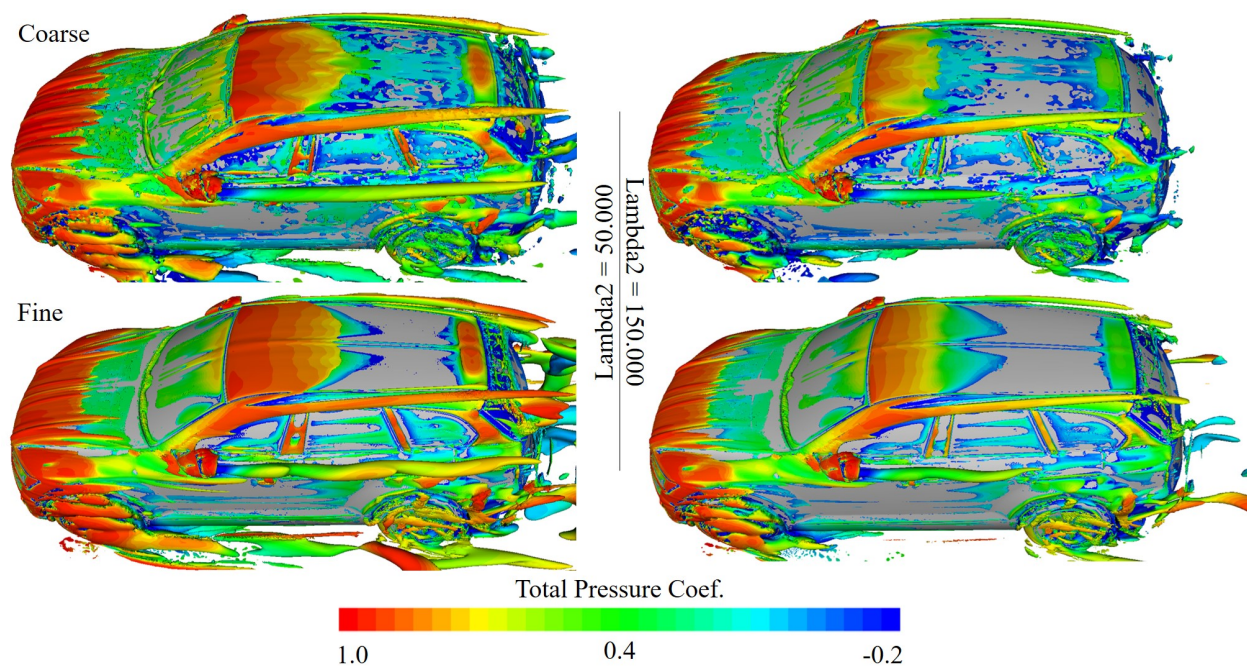 Coarse
Lambda2 = 50.000
Lambda2 = 150.000
Fine
Total Pressure Coef.
1.0 0.4 -0.2